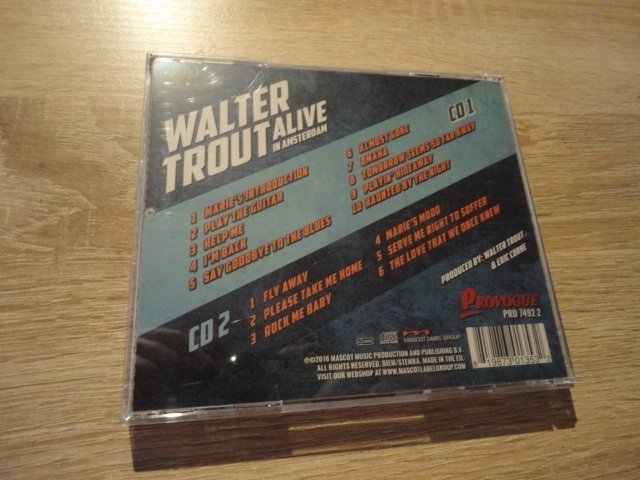 WALTER
TROUT ALIVE
IN AMSTERDAM
CD 1
1 MARIE'S INTRODUCTION
2 PLAY THE GUITAR
3 HELP ME
4 I'M BACK
5 SAY GOODBYE TO THE BLUES
6 ALMOST GONE
7 OMAHA
8 TOMORROW SEEMS SO FAR AWAY
9 PLAYIN' HIDEAWAY
10 HAUNTED BY THE NIGHT
CD 2
1 FLY AWAY
2 PLEASE TAKE ME HOME
3 ROCK ME BABY
4 MARIE'S MOOD
5 SERVE ME RIGHT TO SUFFER
6 THE LOVE THAT WE ONCE KNEW
PRODUCED BY: WALTER TROUT
& ERIC CORNE
PROVOGUE
PRD 7492 2
MASCOT LABEL GROUP
℗©2016 MASCOT MUSIC PRODUCTION AND PUBLISHING B.V.
ALL RIGHTS RESERVED. BIEM/STEMRA. MADE IN THE EU.
VISIT OUR WEBSHOP AT WWW.MASCOTLABELGROUP.COM